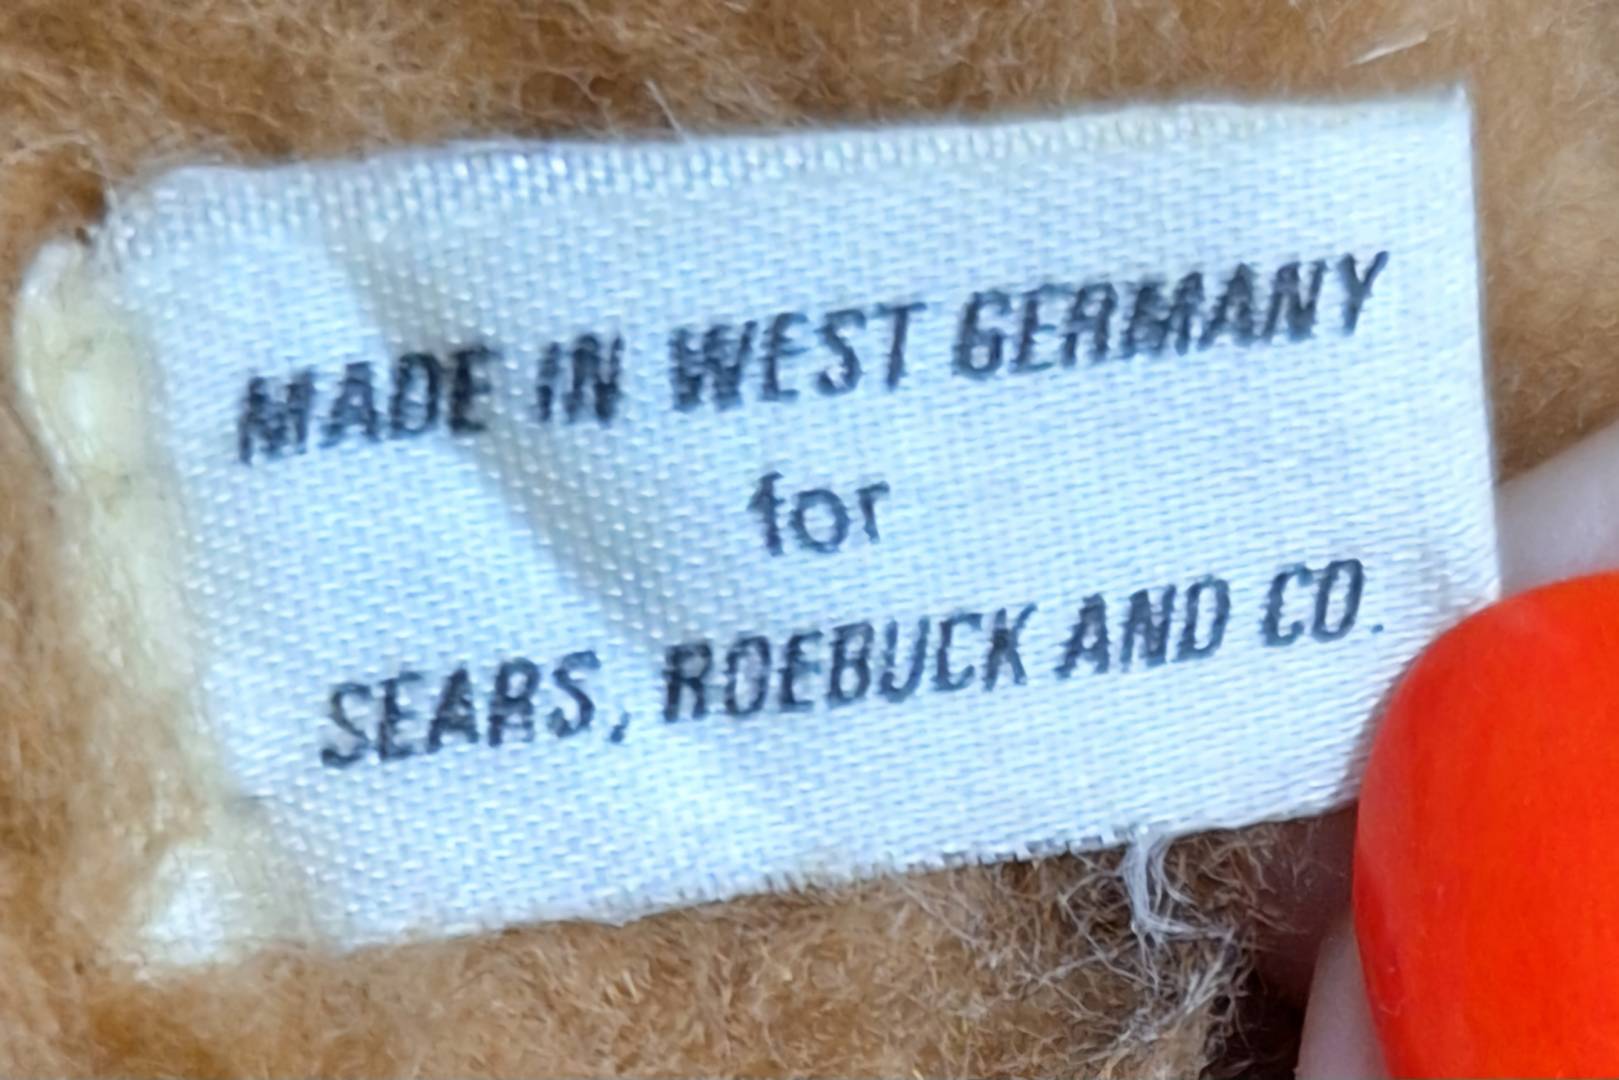 MADE IN WEST GERMANY
for
SEARS, ROEBUCK AND CO.